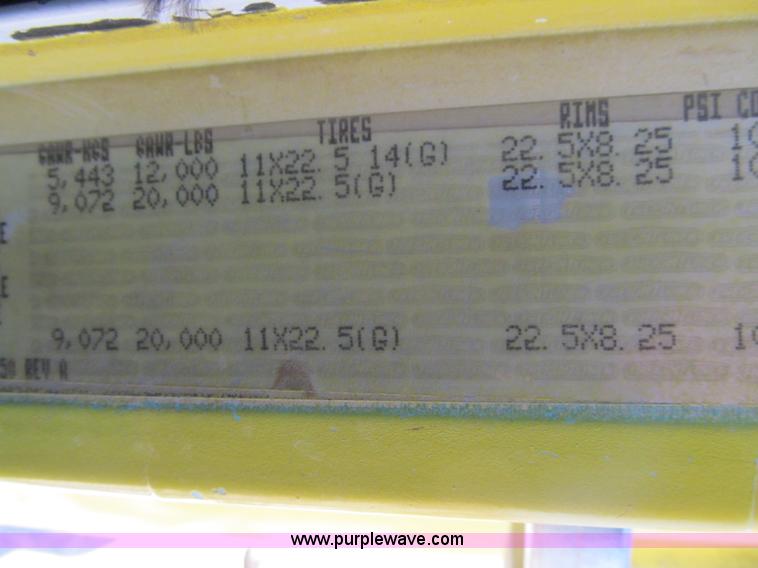 GAWR-KGS GAWR-LBS TIRES RIMS PSI
5,443 12,000 11X22.5 14(G) 22.5X8.25
9,072 20,000 11X22.5(G) 22.5X8.25
E
E
9,072 20,000 11X22.5(G) 22.5X8.25
50 REV A
www.purplewave.com